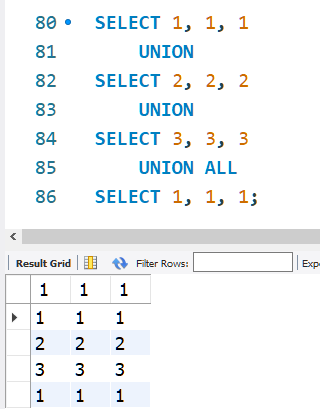 80 SELECT 1, 1, 1
81 UNION
82 SELECT 2, 2, 2
83 UNION
84 SELECT 3, 3, 3
85 UNION ALL
86 SELECT 1, 1, 1;
Result Grid Filter Rows: Expo
1 1 1
1 1 1
2 2 2
3 3 3
1 1 1